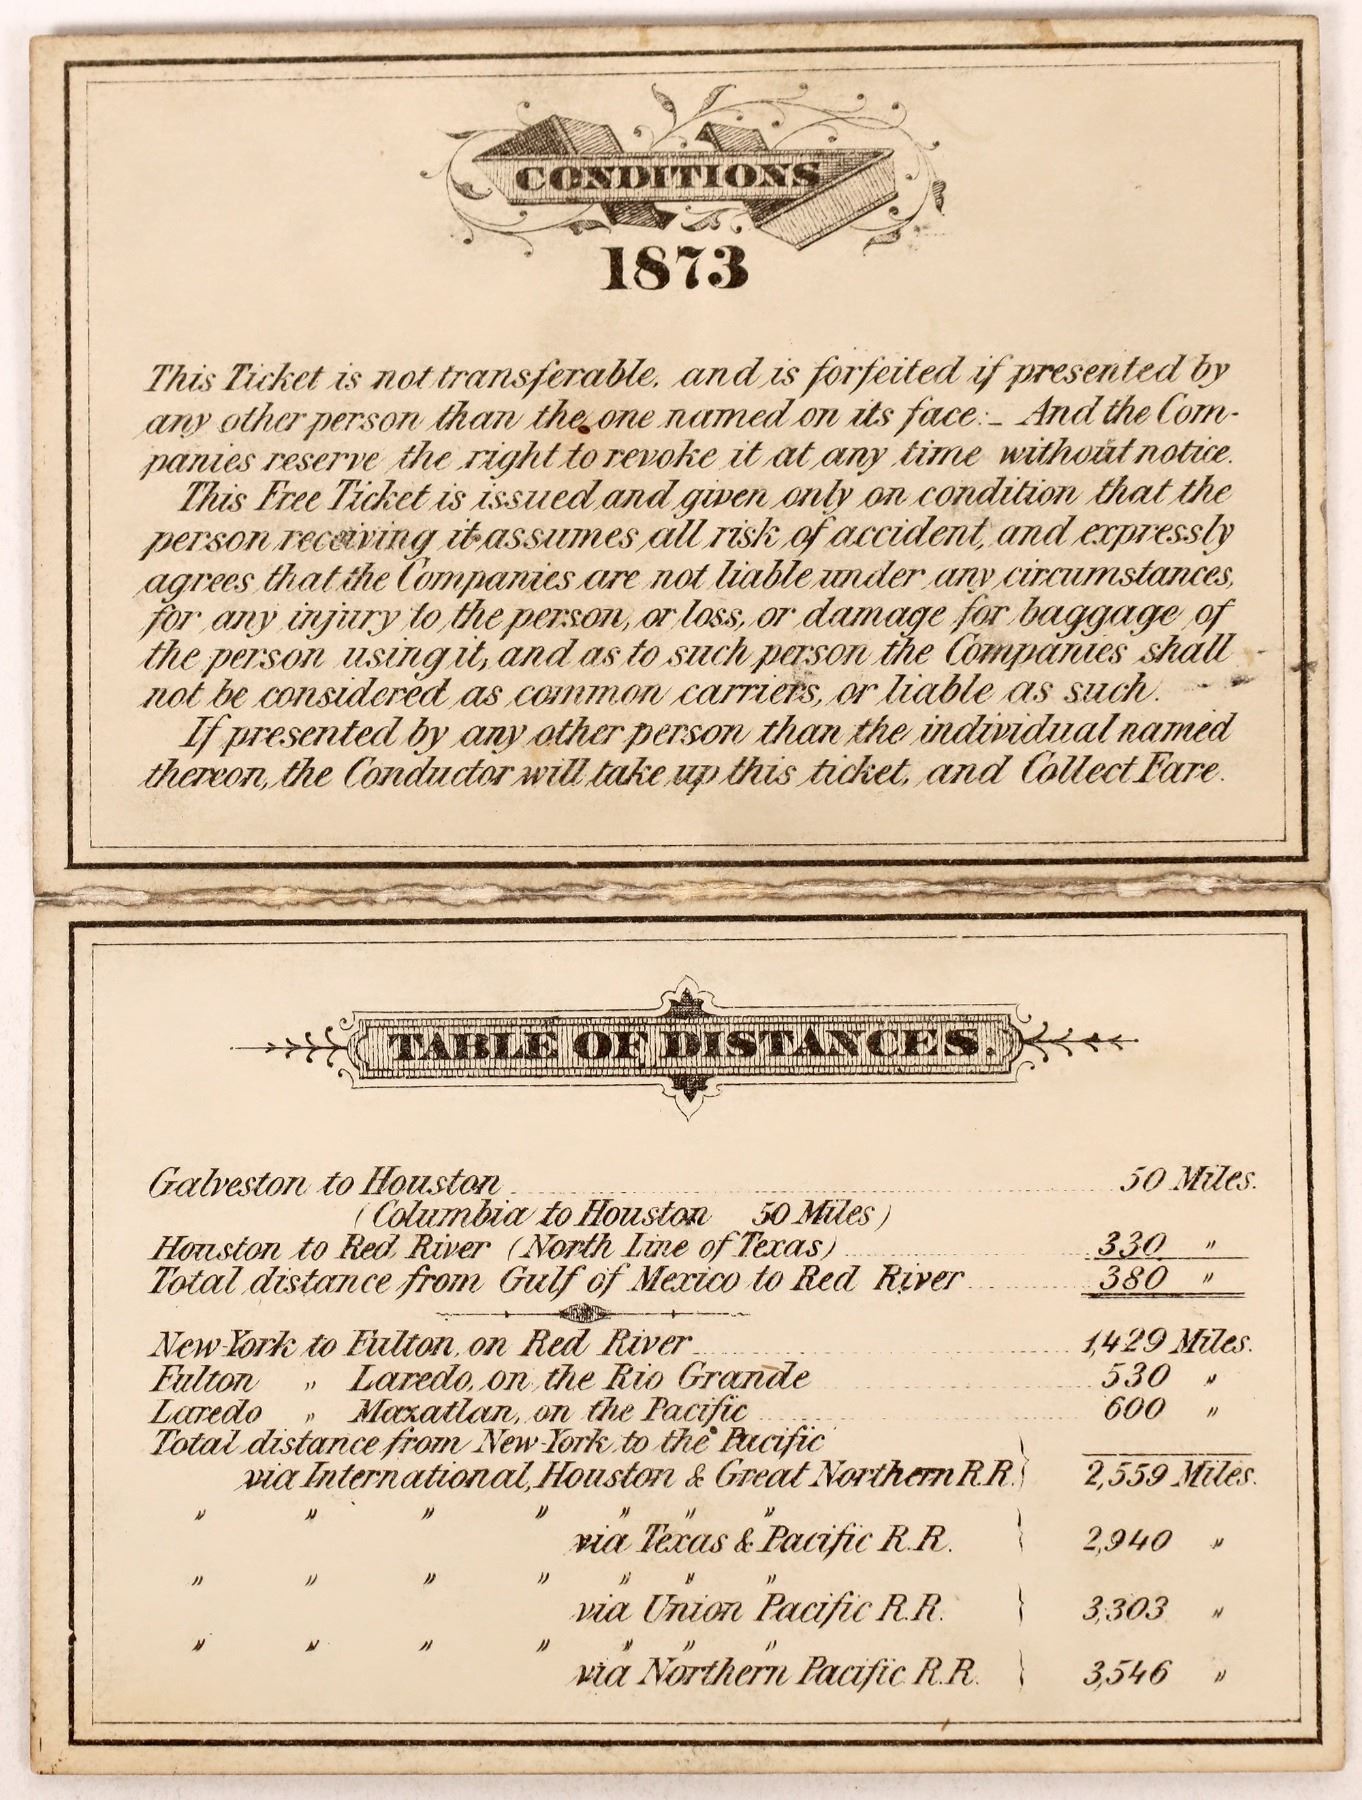 CONDITIONS
1873
This Ticket is not transferable, and is forfeited if presented by
any other person than the one named on its face:_ And the Com-
panies reserve the right to revoke it at any time without notice.
This Free Ticket is issued and given only on condition that the
person receiving it assumes all risk of accident, and expressly
agrees that the Companies are not liable under any circumstances,
for any injury to the person, or loss, or damage for baggage of
the person using it, and as to such person the Companies shall
not be considered as common carriers, or liable as such.
If presented by any other person than the individual named
thereon, the Conductor will take up this ticket, and Collect Fare.
TABLE OF DISTANCES.
Galveston to Houston 50 Miles.
(Columbia to Houston 50 Miles)
Houston to Red River (North Line of Texas) 330 "
Total distance from Gulf of Mexico to Red River 380 "
New York to Fulton, on Red River 1,429 Miles.
Fulton " Laredo, on the Rio Grande 530 "
Laredo " Mazatlan, on the Pacific 600 "
Total distance from New York to the Pacific
via International, Houston & Great Northern R.R. } 2,559 Miles.
" " " " " " "
via Texas & Pacific R.R. } 2,940 "
" " " " " " "
via Union Pacific R.R. } 3,303 "
" " " " " " "
via Northern Pacific R.R. } 3,546 "